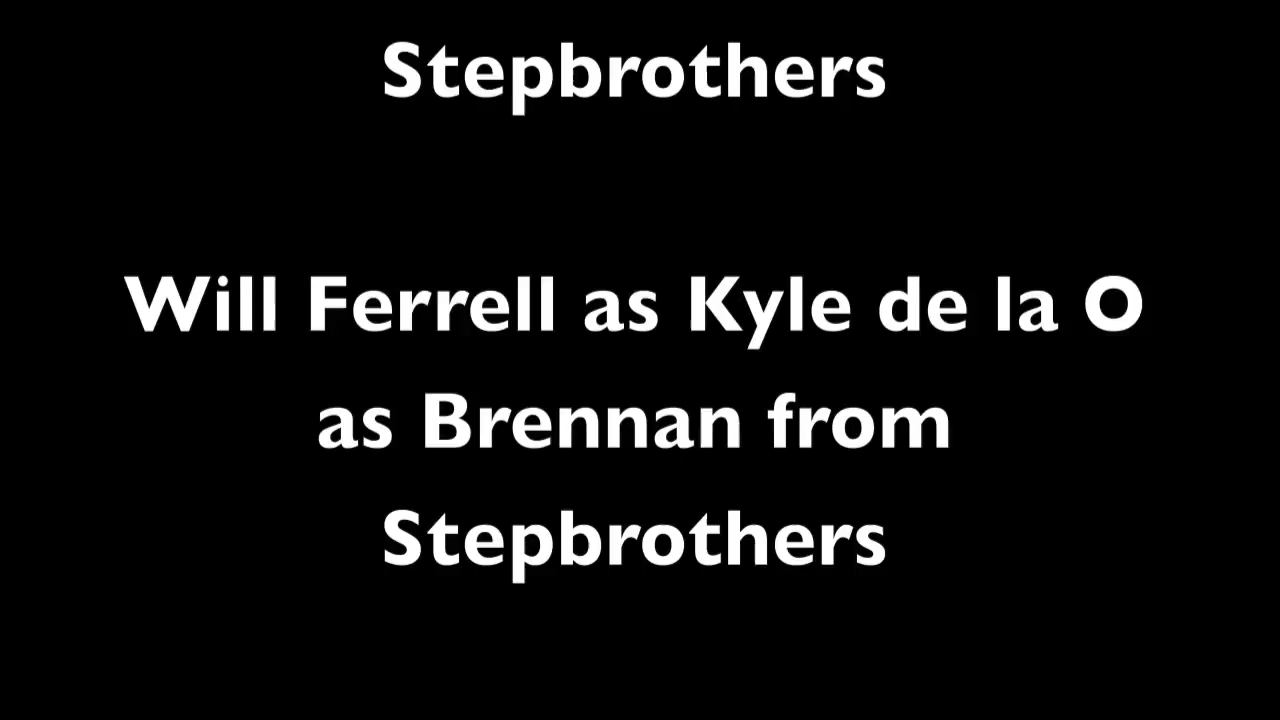 Stepbrothers
Will Ferrell as Kyle de la O
as Brennan from
Stepbrothers